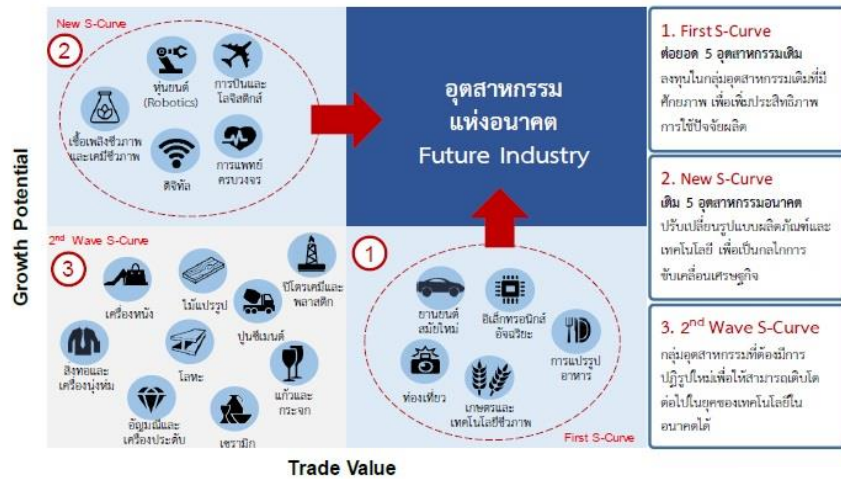 New S-Curve
2
หุ่นยนต์
(Robotics)
การบินและ
โลจิสติกส์
เชื้อเพลิงชีวภาพ
และเคมีชีวภาพ
ดิจิทัล
การแพทย์
ครบวงจร
อุตสาหกรรม
แห่งอนาคต
Future Industry
Growth Potential
2nd Wave S-Curve
3
เครื่องหนัง
ไม้แปรรูป
ปิโตรเคมีและ
พลาสติก
ปูนซีเมนต์
สิ่งทอและ
เครื่องนุ่งห่ม
โลหะ
แก้วและ
กระจก
อัญมณีและ
เครื่องประดับ
เซรามิก
1
ยานยนต์
สมัยใหม่
อิเล็กทรอนิกส์
อัจฉริยะ
การแปรรูป
อาหาร
ท่องเที่ยว
เกษตรและ
เทคโนโลยีชีวภาพ
First S-Curve
Trade Value
1. First S-Curve
ต่อยอด 5 อุตสาหกรรมเดิม
ลงทุนในกลุ่มอุตสาหกรรมเดิมที่มี
ศักยภาพ เพื่อเพิ่มประสิทธิภาพ
การใช้ปัจจัยผลิต
2. New S-Curve
เติม 5 อุตสาหกรรมอนาคต
ปรับเปลี่ยนรูปแบบผลิตภัณฑ์และ
เทคโนโลยี เพื่อเป็นกลไกการ
ขับเคลื่อนเศรษฐกิจ
3. 2nd Wave S-Curve
กลุ่มอุตสาหกรรมที่ต้องมีการ
ปฏิรูปใหม่เพื่อให้สามารถเติบโต
ต่อไปในยุคของเทคโนโลยีใน
อนาคตได้